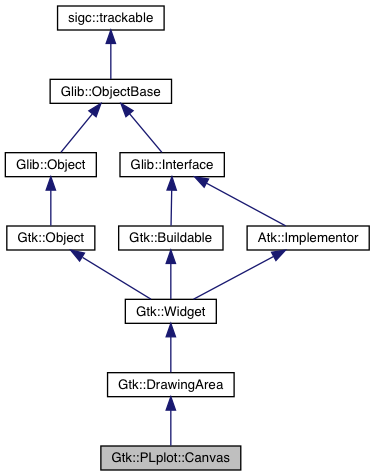 sigc::trackable
Glib::ObjectBase
Glib::Object
Glib::Interface
Gtk::Object
Gtk::Buildable
Atk::Implementor
Gtk::Widget
Gtk::DrawingArea
Gtk::PLplot::Canvas